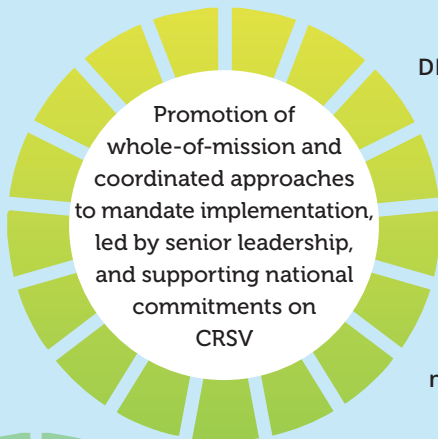 DI
Promotion of
whole-of-mission and
coordinated approaches
to mandate implementation,
led by senior leadership,
and supporting national
commitments on
CRSV